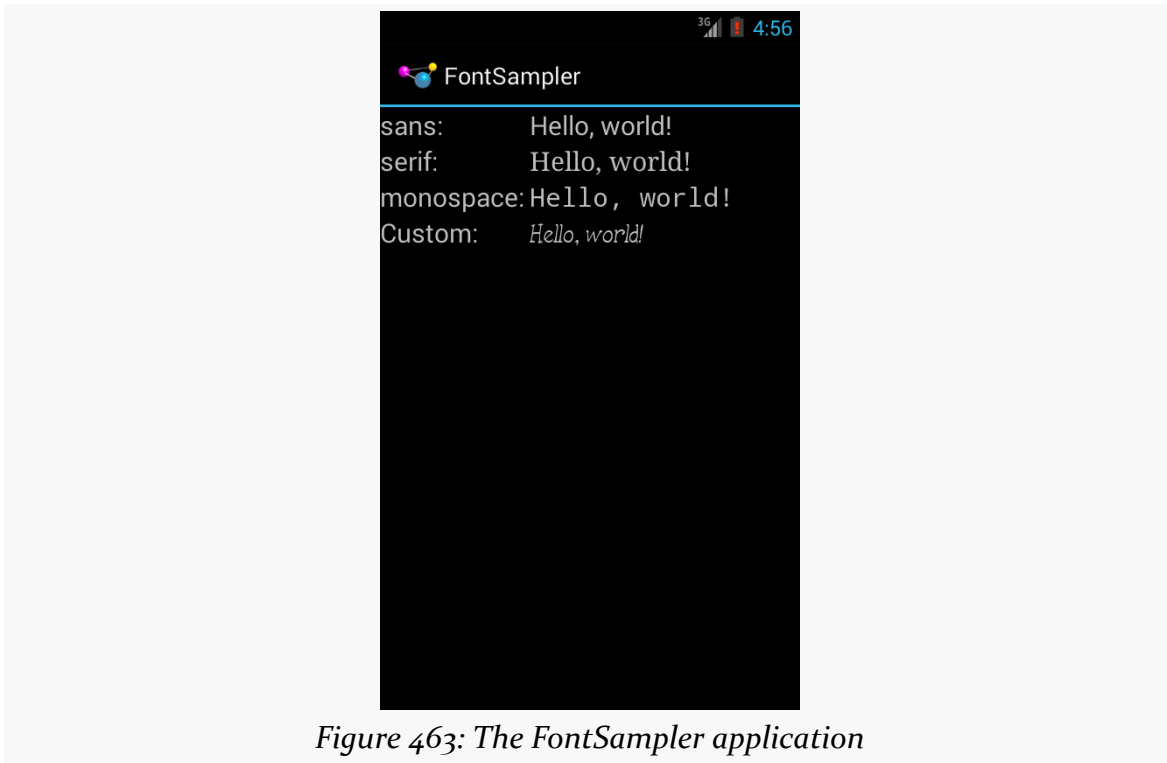 3G 4:56
FontSampler
sans: Hello, world!
serif: Hello, world!
monospace: Hello, world!
Custom: Hello, world!
Figure 463: The FontSampler application